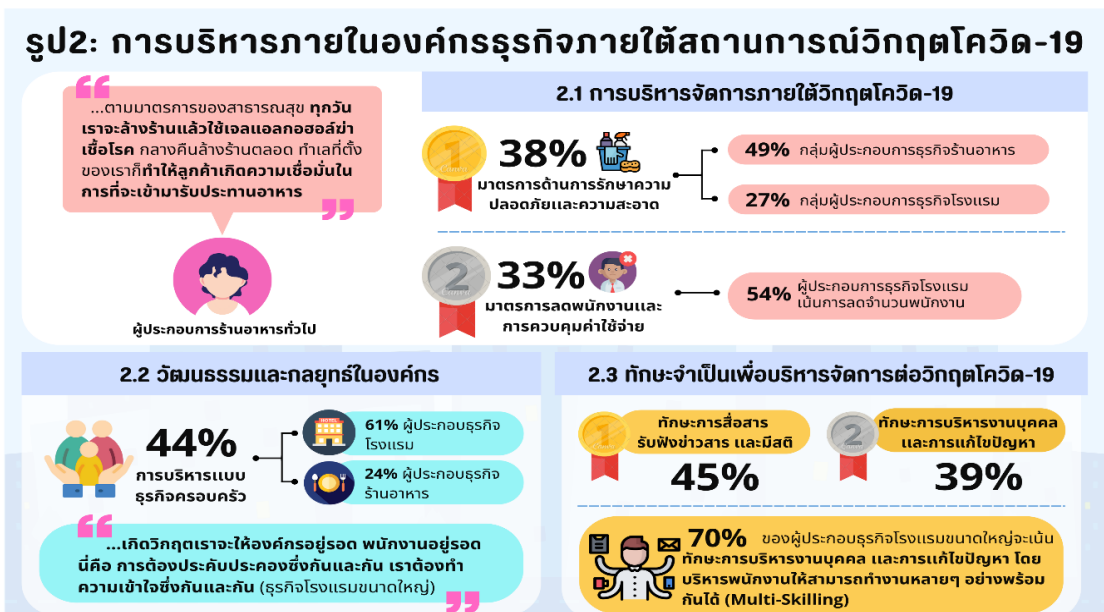 รูป2: การบริหารภายในองค์กรธุรกิจภายใต้สถานการณ์วิกฤตโควิด-19
...ตามมาตรการของสาธารณสุข ทุกวัน
เราจะล้างร้านแล้วใช้เจลแอลกอฮอล์ฆ่า
เชื้อโรค กลางคืนล้างร้านตลอด ทำเลที่ตั้ง
ของเราก็ทำให้ลูกค้าเกิดความเชื่อมั่นใน
การที่จะเข้ามารับประทานอาหาร
ผู้ประกอบการร้านอาหารทั่วไป
2.1 การบริหารจัดการภายใต้วิกฤตโควิด-19
1
38%
มาตรการด้านการรักษาความ
ปลอดภัยและความสะอาด
49% กลุ่มผู้ประกอบการธุรกิจร้านอาหาร
27% กลุ่มผู้ประกอบการธุรกิจโรงแรม
2
33%
มาตรการลดพนักงานและ
การควบคุมค่าใช้จ่าย
54% ผู้ประกอบการธุรกิจโรงแรม
เน้นการลดจำนวนพนักงาน
2.2 วัฒนธรรมและกลยุทธ์ในองค์กร
44%
การบริหารแบบ
ธุรกิจครอบครัว
61% ผู้ประกอบธุรกิจ
โรงแรม
24% ผู้ประกอบธุรกิจ
ร้านอาหาร
...เกิดวิกฤตเราจะให้องค์กรอยู่รอด พนักงานอยู่รอด
นี่คือ การต้องประคับประคองซึ่งกันและกัน เราต้องทำ
ความเข้าใจซึ่งกันและกัน (ธุรกิจโรงแรมขนาดใหญ่)
2.3 ทักษะจำเป็นเพื่อบริหารจัดการต่อวิกฤตโควิด-19
1
ทักษะการสื่อสาร
รับฟังข่าวสาร และมีสติ
45%
2
ทักษะการบริหารงานบุคคล
และการแก้ไขปัญหา
39%
70% ของผู้ประกอบธุรกิจโรงแรมขนาดใหญ่จะเน้น
ทักษะการบริหารงานบุคคล และการแก้ไขปัญหา โดย
บริหารพนักงานให้สามารถทำงานหลายๆ อย่างพร้อม
กันได้ (Multi-Skilling)